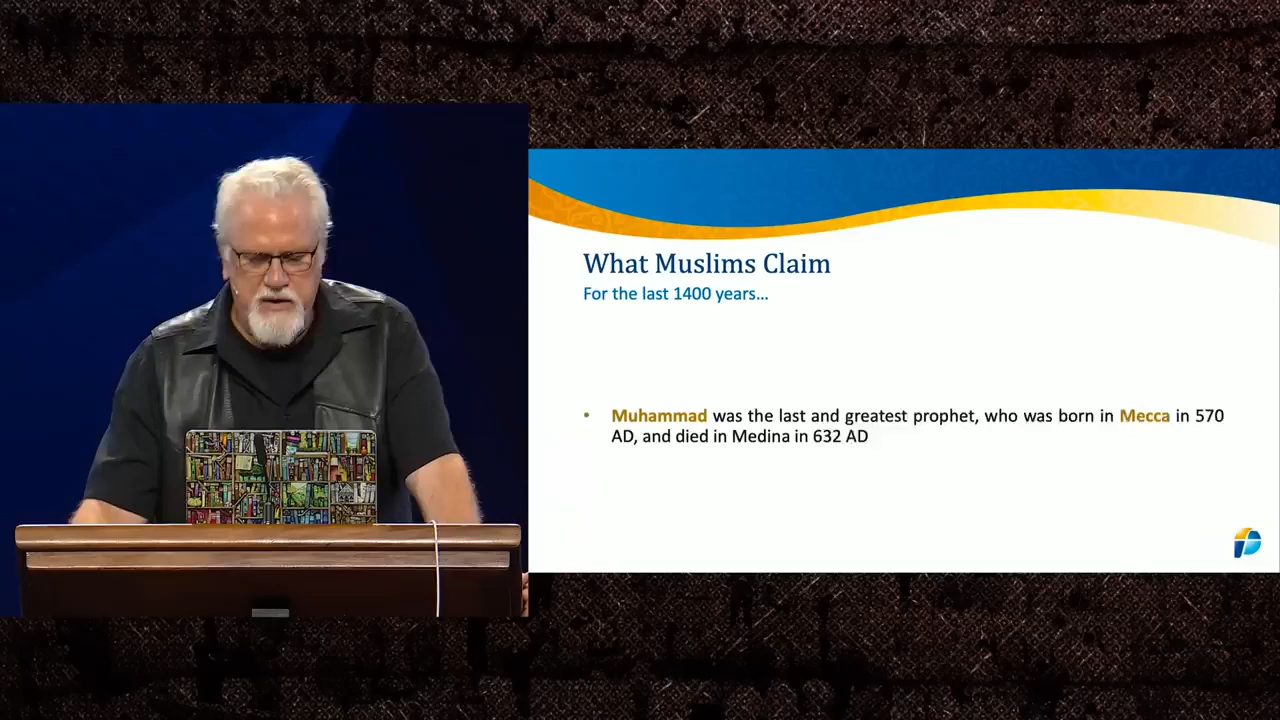 What Muslims Claim
For the last 1400 years...
• Muhammad was the last and greatest prophet, who was born in Mecca in 570
AD, and died in Medina in 632 AD